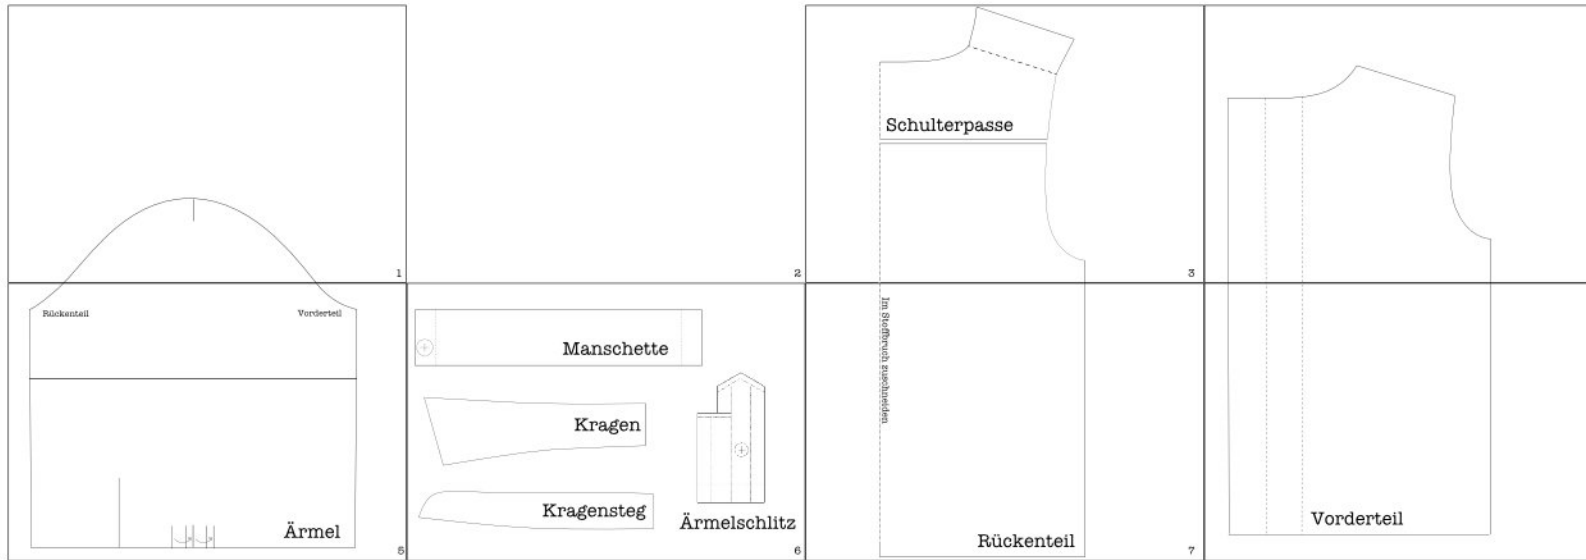 1
2
Schulterpasse
3
Rückenteil
Vorderteil
Ärmel
5
Manschette
Kragen
Kragensteg
Ärmelschlitz
6
Im Stoffbruch zuschneiden
Rückenteil
7
Vorderteil